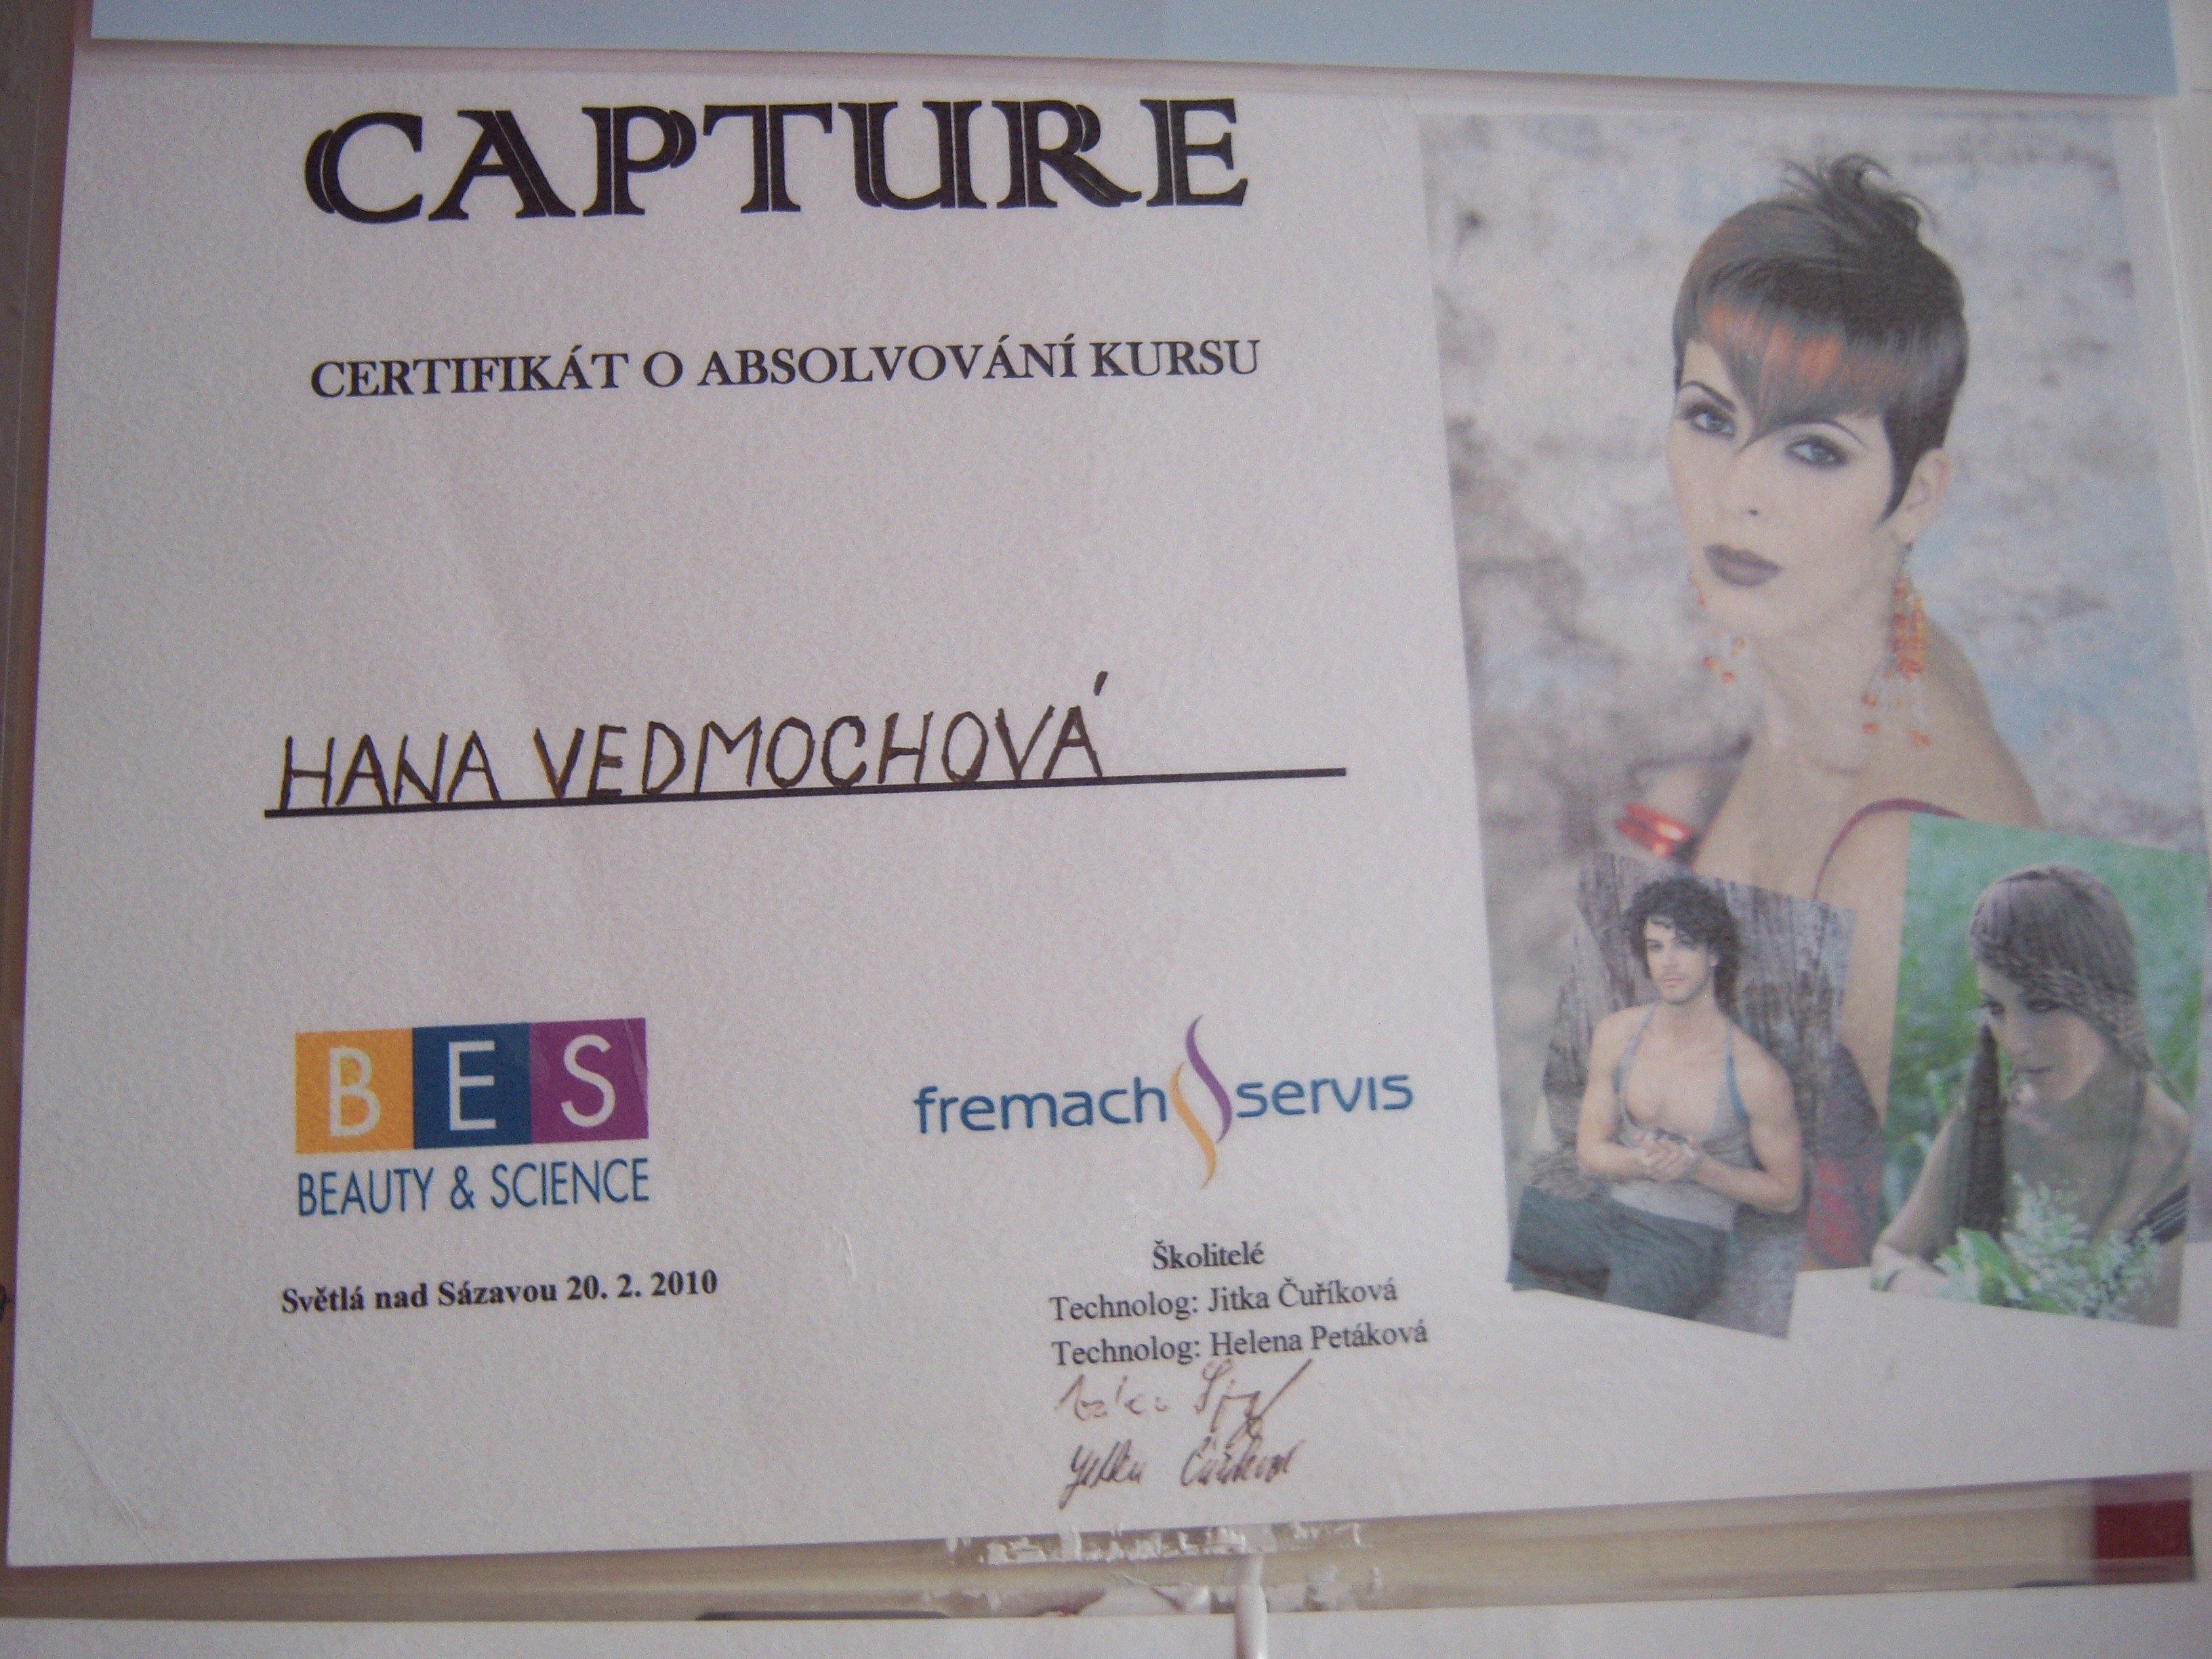 CAPTURE
CERTIFIKÁT O ABSOLVOVÁNÍ KURSU
HANA VEDMOCHOVÁ
BES
BEAUTY & SCIENCE
fremach servis
Světlá nad Sázavou 20. 2. 2010
Školitelé
Technolog: Jitka Čuříková
Technolog: Helena Petáková